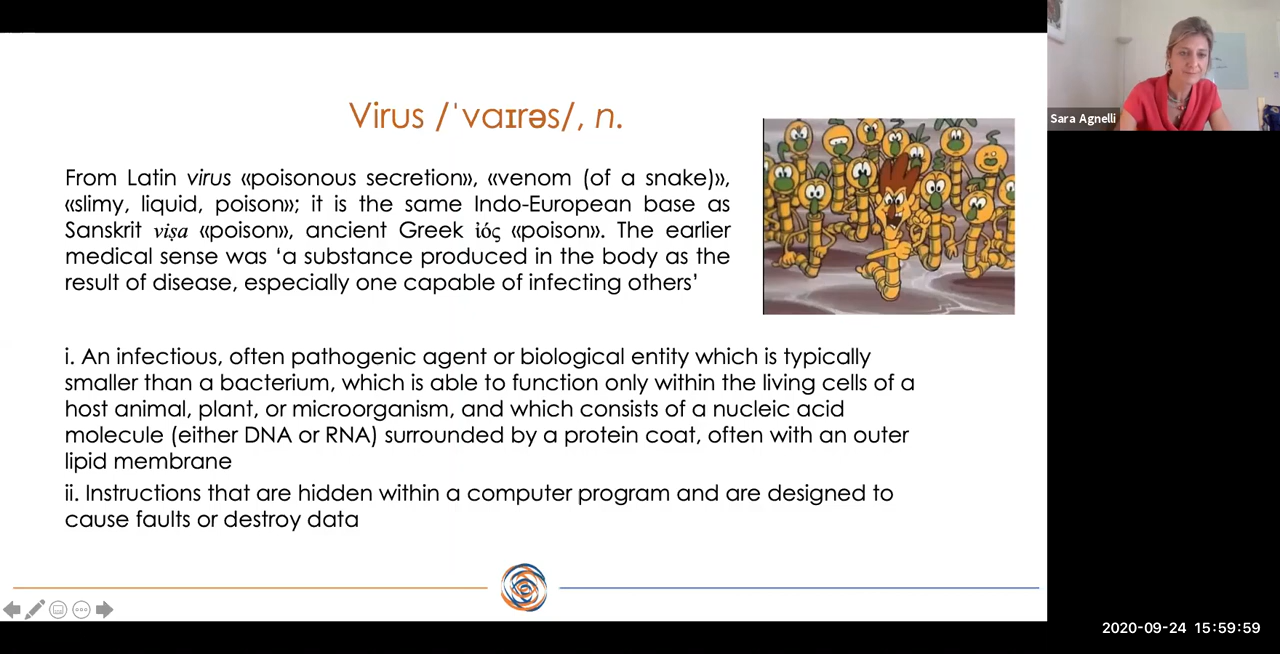 Virus /ˈvaɪrəs/, n.
From Latin virus «poisonous secretion», «venom (of a snake)»,
«slimy, liquid, poison»; it is the same Indo-European base as
Sanskrit viṣa «poison», ancient Greek ἰός «poison». The earlier
medical sense was ‘a substance produced in the body as the
result of disease, especially one capable of infecting others’
i. An infectious, often pathogenic agent or biological entity which is typically
smaller than a bacterium, which is able to function only within the living cells of a
host animal, plant, or microorganism, and which consists of a nucleic acid
molecule (either DNA or RNA) surrounded by a protein coat, often with an outer
lipid membrane
ii. Instructions that are hidden within a computer program and are designed to
cause faults or destroy data
Sara Agnelli
2020-09-24 15:59:59